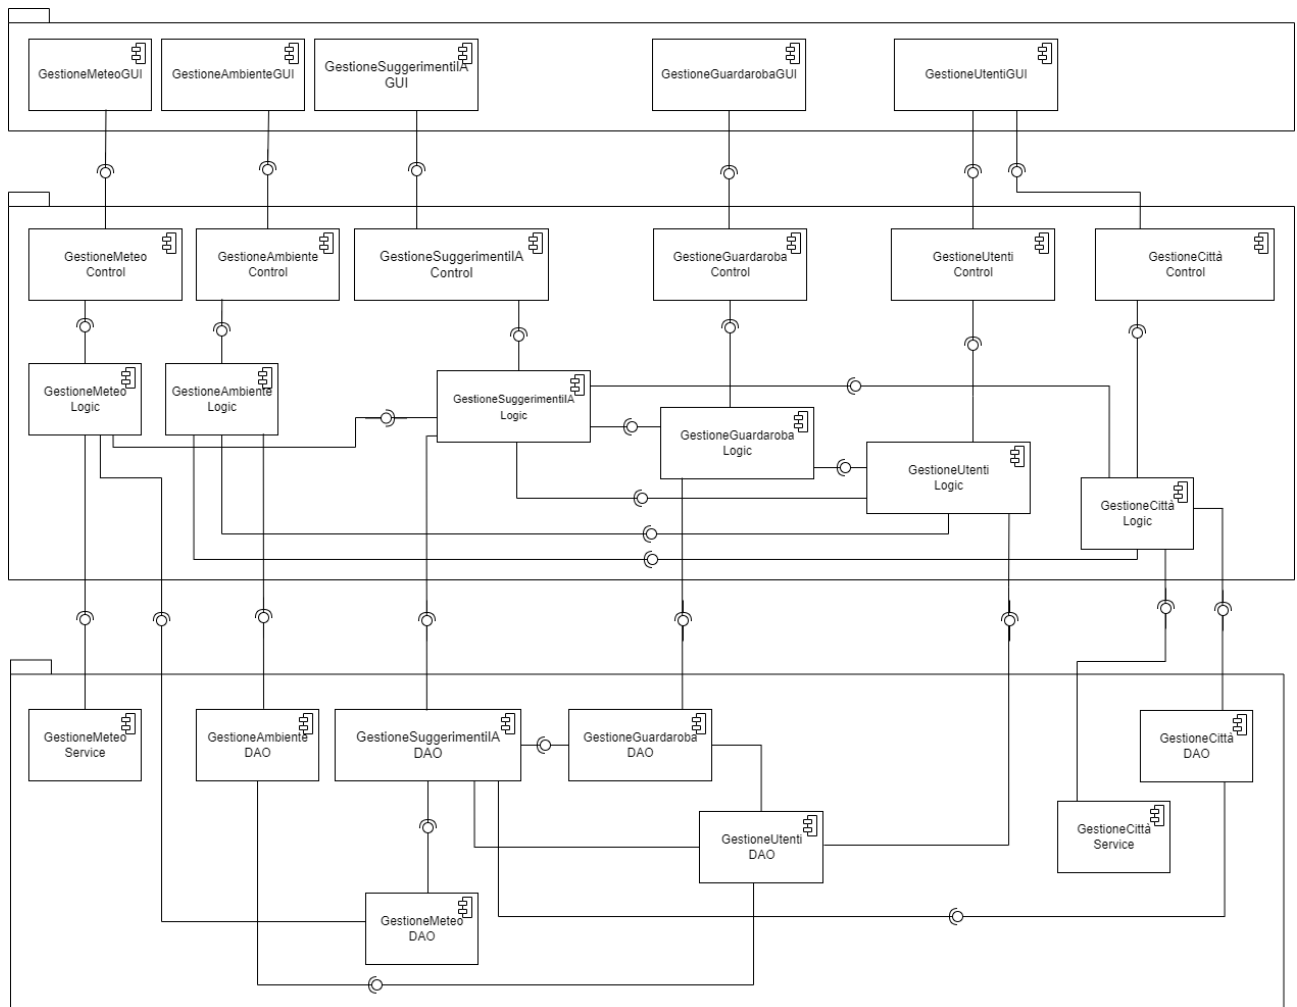 GestioneMeteoGUI
GestioneAmbienteGUI
GestioneSuggerimentiIA
GUI
GestioneGuardarobaGUI
GestioneUtentiGUI
GestioneMeteo
Control
GestioneAmbiente
Control
GestioneSuggerimentiIA
Control
GestioneGuardaroba
Control
GestioneUtenti
Control
GestioneCittà
Control
GestioneMeteo
Logic
GestioneAmbiente
Logic
GestioneSuggerimentiIA
Logic
GestioneGuardaroba
Logic
GestioneUtenti
Logic
GestioneCittà
Logic
GestioneMeteo
Service
GestioneAmbiente
DAO
GestioneSuggerimentiIA
DAO
GestioneGuardaroba
DAO
GestioneCittà
DAO
GestioneUtenti
DAO
GestioneCittà
Service
GestioneMeteo
DAO